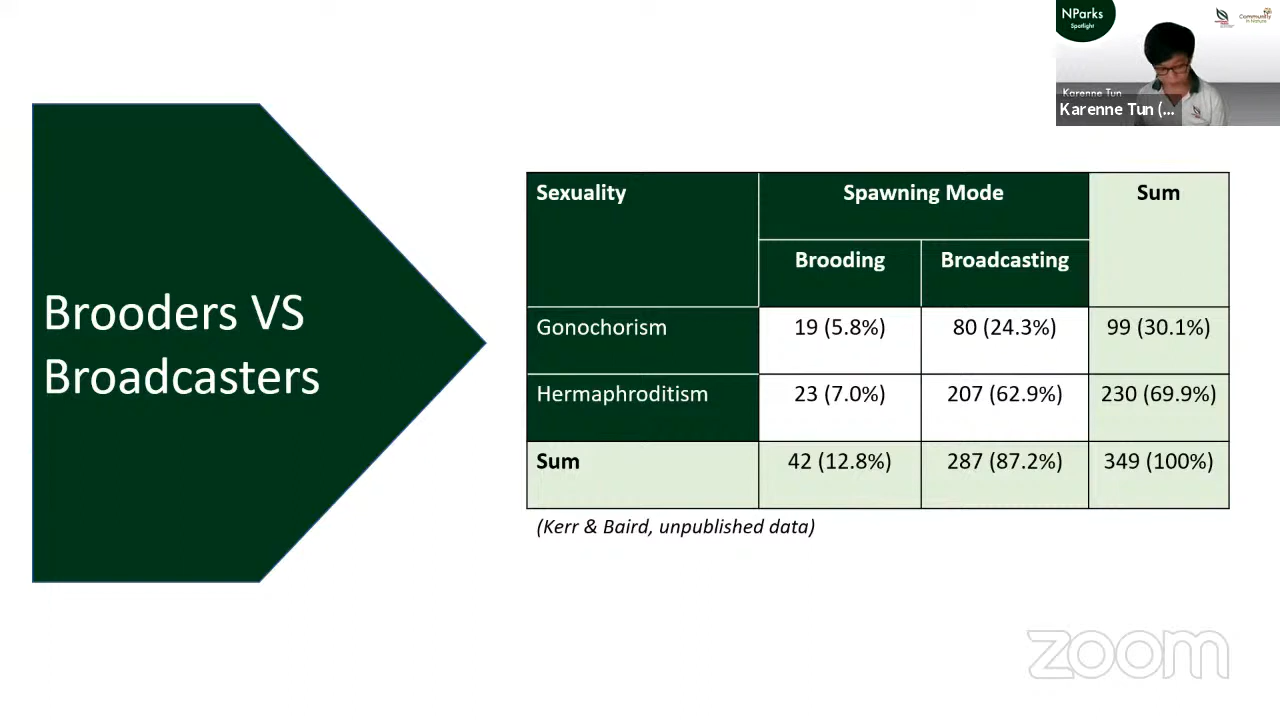 NParks
Spotlight
Community
in Nature
Karenne Tun
Karenne Tun (...
Brooders VS
Broadcasters
Sexuality
Spawning Mode
Sum
Brooding
Broadcasting
Gonochorism
19 (5.8%)
80 (24.3%)
99 (30.1%)
Hermaphroditism
23 (7.0%)
207 (62.9%)
230 (69.9%)
Sum
42 (12.8%)
287 (87.2%)
349 (100%)
(Kerr & Baird, unpublished data)
zoom